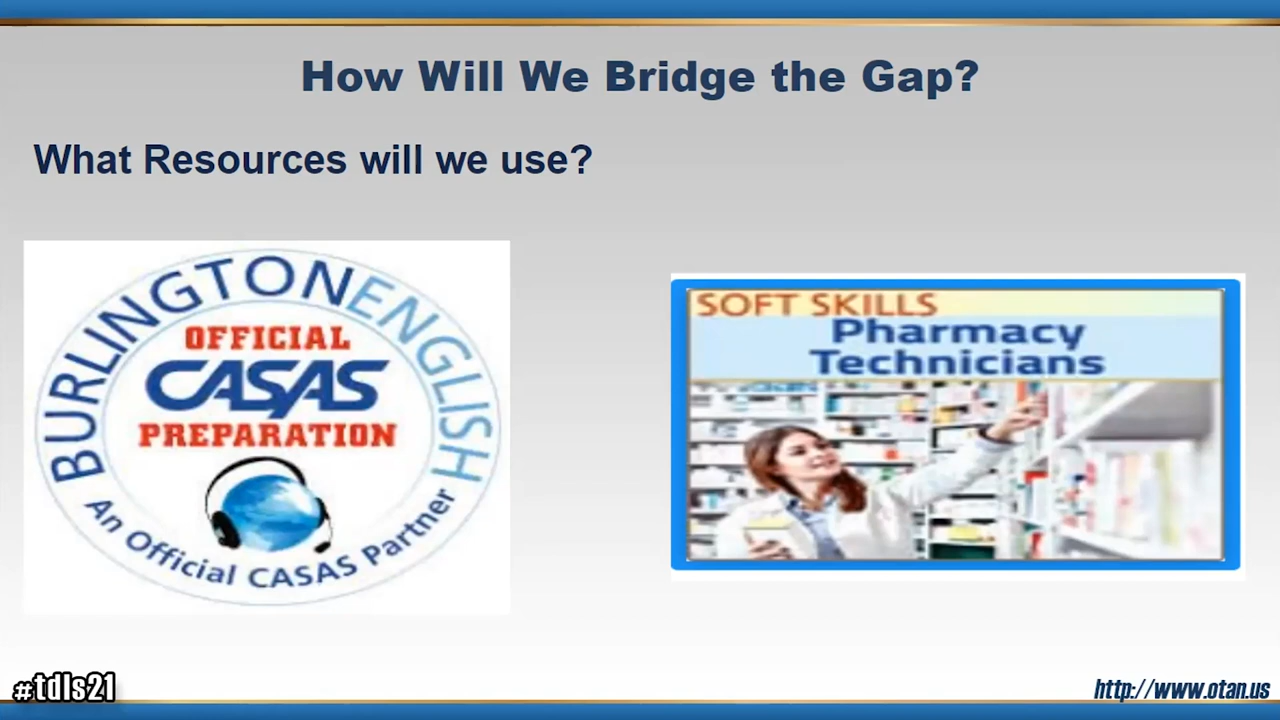 How Will We Bridge the Gap?
What Resources will we use?
BURLINGTONENGLISH
OFFICIAL
CASAS
PREPARATION
An Official CASAS Partner
SOFT SKILLS
Pharmacy
Technicians
#tdls21
http://www.otan.us